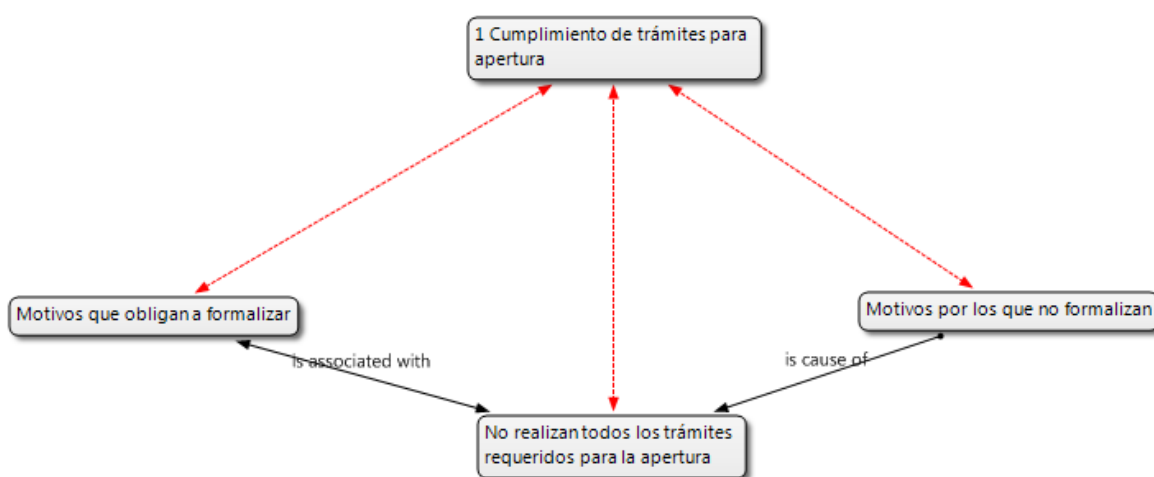 1 Cumplimiento de trámites para
apertura
Motivos que obligan a formalizar
Motivos por los que no formalizan
is associated with
is cause of
No realizan todos los trámites
requeridos para la apertura